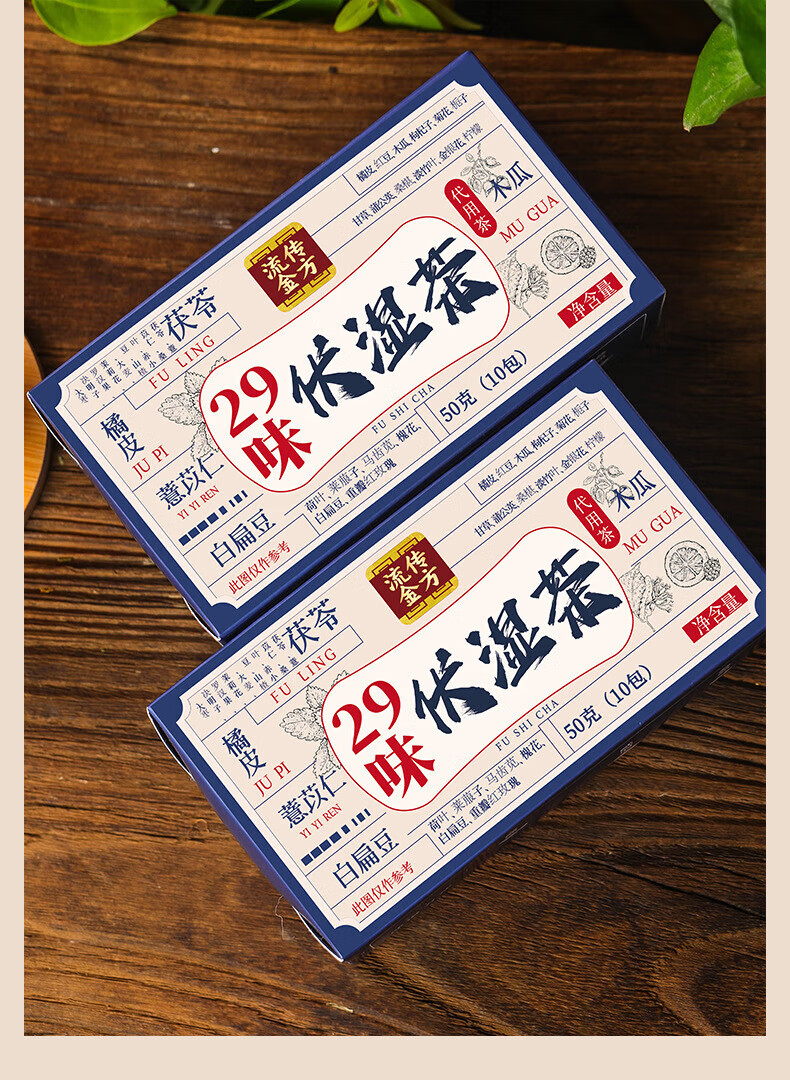 橘皮、红豆、木瓜、枸杞子、菊花、栀子
甘草、蒲公英、桑椹、淡竹叶、金银花、柠檬
代用茶
木瓜
MU GUA
净含量
流传
金方
茯苓
FU LING
29味
伏湿茶
FU SHI CHA
50克（10包）
橘皮
JU PI
薏苡仁
YI YI REN
荷叶、莱菔子、马齿苋、槐花、
白扁豆、重瓣红玫瑰
白扁豆
此图仅作参考
橘皮、红豆、木瓜、枸杞子、菊花、栀子
甘草、蒲公英、桑椹、淡竹叶、金银花、柠檬
代用茶
木瓜
MU GUA
净含量
流传
金方
茯苓
FU LING
29味
伏湿茶
FU SHI CHA
50克（10包）
橘皮
JU PI
薏苡仁
YI YI REN
荷叶、莱菔子、马齿苋、槐花、
白扁豆、重瓣红玫瑰
白扁豆
此图仅作参考